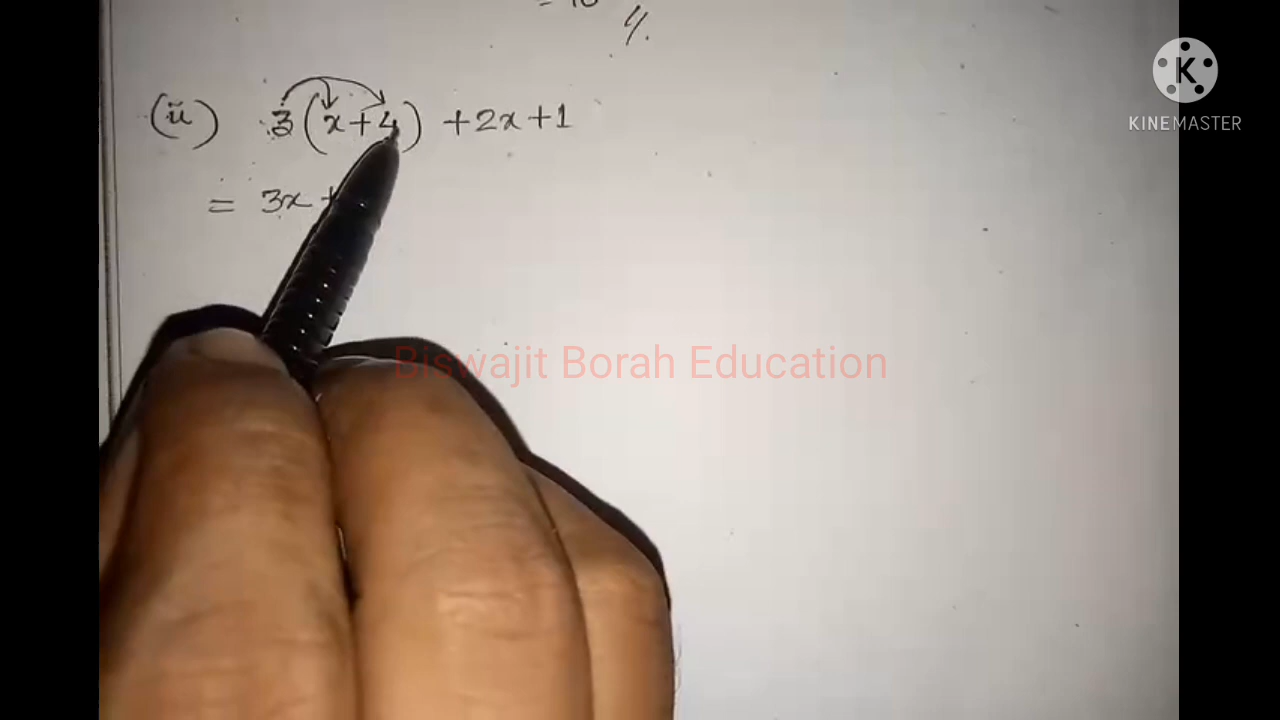 (ii) 3(x+4) +2x+1
= 3x +
Biswajit Borah Education
KINEMASTER